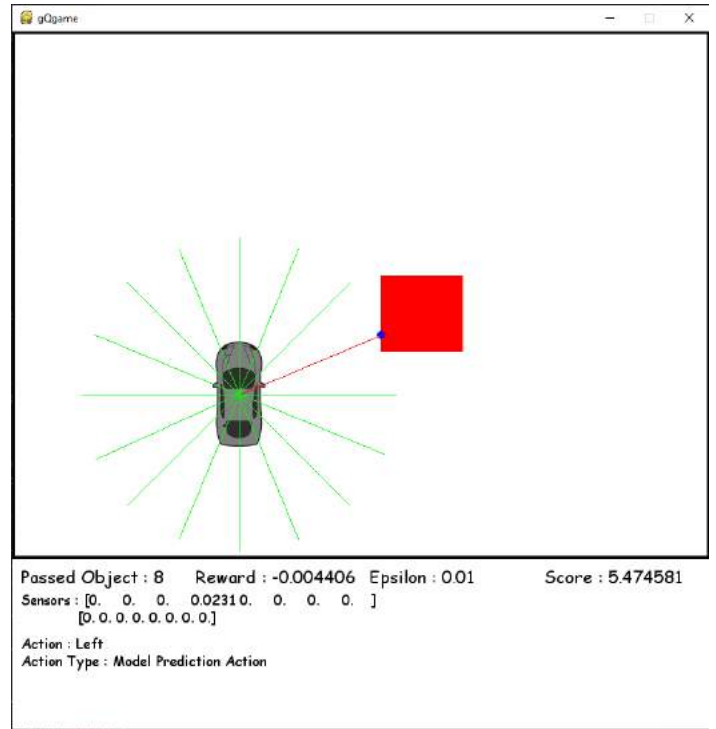 gQgame
Passed Object : 8 Reward : -0.004406 Epsilon : 0.01 Score : 5.474581
Sensors : [0. 0. 0. 0.0231 0. 0. 0. 0. ]
[0. 0. 0. 0. 0. 0. 0. 0.]
Action : Left
Action Type : Model Prediction Action